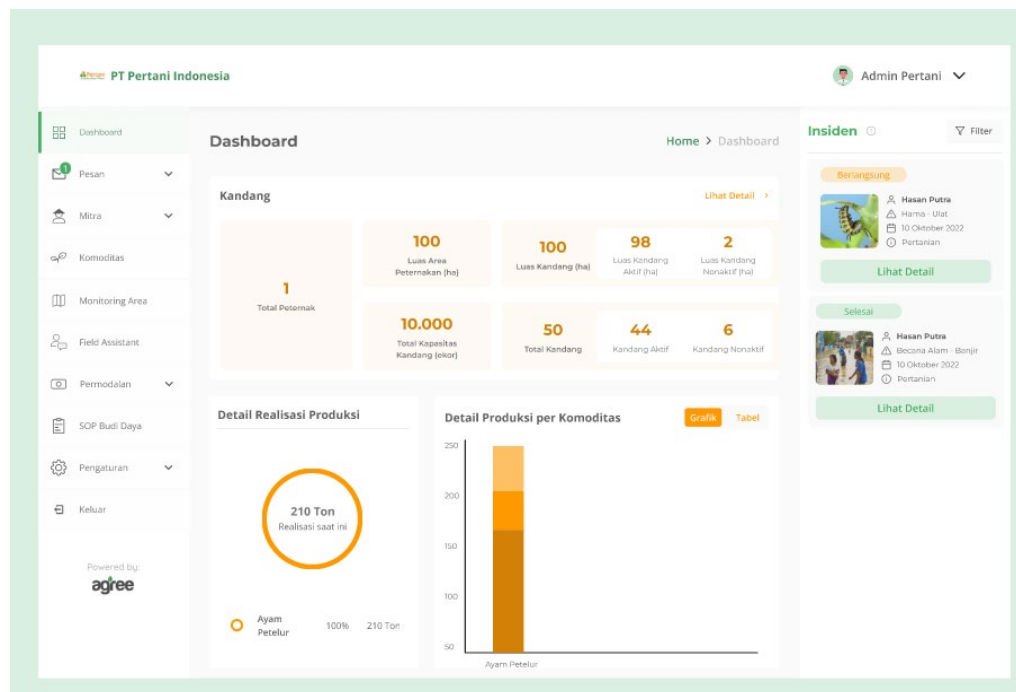 PT Pertani Indonesia
Admin Pertani
Dashboard
1
Pesan
Mitra
Komoditas
Monitoring Area
Field Assistant
Permodalan
SOP Budi Daya
Pengaturan
Keluar
Powered by:
agree
Dashboard
Home > Dashboard
Kandang
Lihat Detail >
1
Total Peternak
100
Luas Area
Peternakan (ha)
100
Luas Kandang (ha)
98
Luas Kandang
Aktif (ha)
2
Luas Kandang
Nonaktif (ha)
10.000
Total Kapasitas
Kandang (ekor)
50
Total Kandang
44
Kandang Aktif
6
Kandang Nonaktif
Detail Realisasi Produksi
210 Ton
Realisasi saat ini
Ayam
Petelur
100%
210 Ton
Detail Produksi per Komoditas
Grafik
Tabel
250
200
150
100
50
Ayam Petelur
Insiden
Filter
Berlangsung
Hasan Putra
Hama - Ulat
10 Oktober 2022
Pertanian
Lihat Detail
Selesai
Hasan Putra
Becana Alam - Banjir
10 Oktober 2022
Pertanian
Lihat Detail